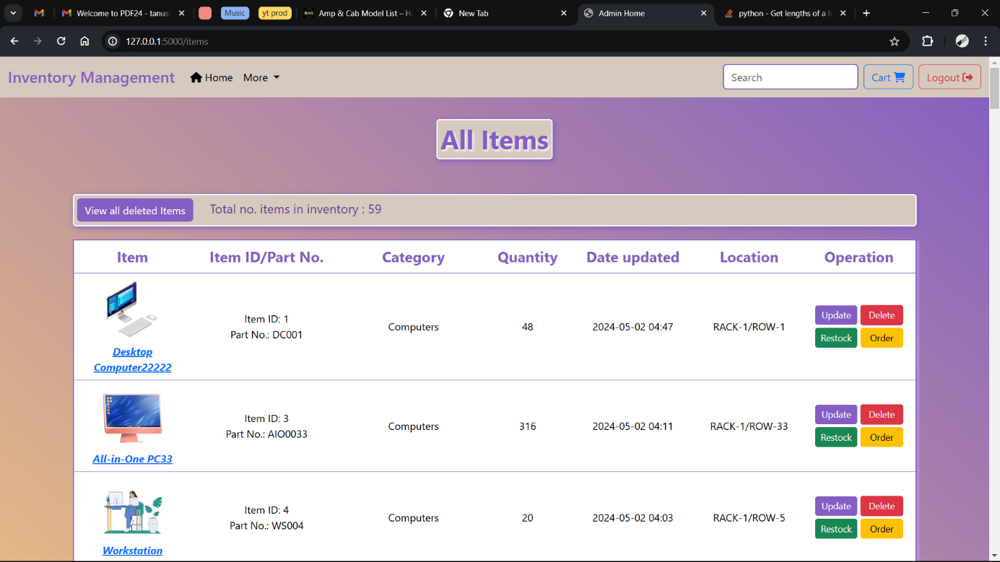 Welcome to PDF24 - tanus
Music
yt prod
Amp & Cab Model List – H
New Tab
Admin Home
python - Get lengths of a li
127.0.0.1:5000/items
Inventory Management
Home
More
Search
Cart
Logout
All Items
View all deleted Items
Total no. items in inventory : 59
Item
Item ID/Part No.
Category
Quantity
Date updated
Location
Operation
Desktop
Computer22222
Item ID: 1
Part No.: DC001
Computers
48
2024-05-02 04:47
RACK-1/ROW-1
Update
Delete
Restock
Order
All-in-One PC33
Item ID: 3
Part No.: AIO0033
Computers
316
2024-05-02 04:11
RACK-1/ROW-33
Update
Delete
Restock
Order
Workstation
Item ID: 4
Part No.: WS004
Computers
20
2024-05-02 04:03
RACK-1/ROW-5
Update
Delete
Restock
Order